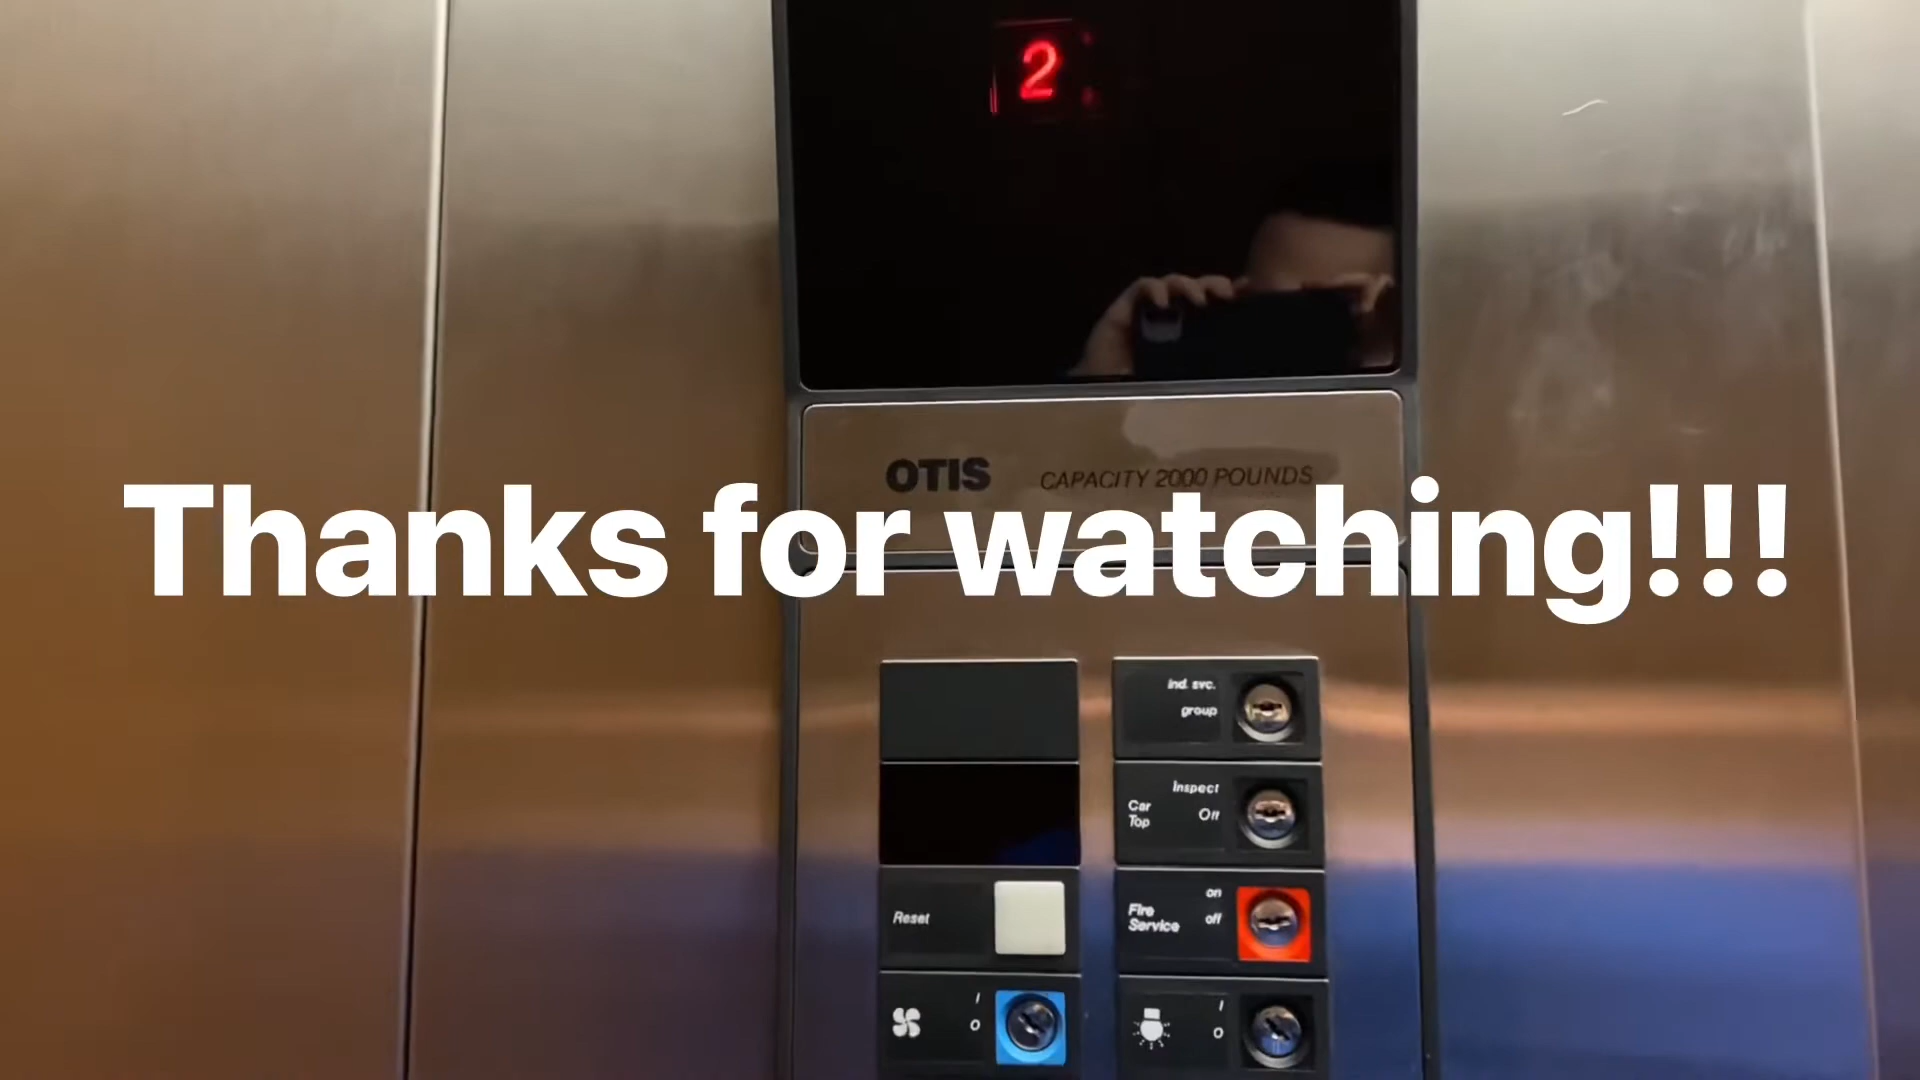 2
OTIS CAPACITY 2000 POUNDS
Thanks for watching!!!
ind. svc.
group
Inspect
Car Top Off
Reset
on
Fire Service off
I
O
I
O